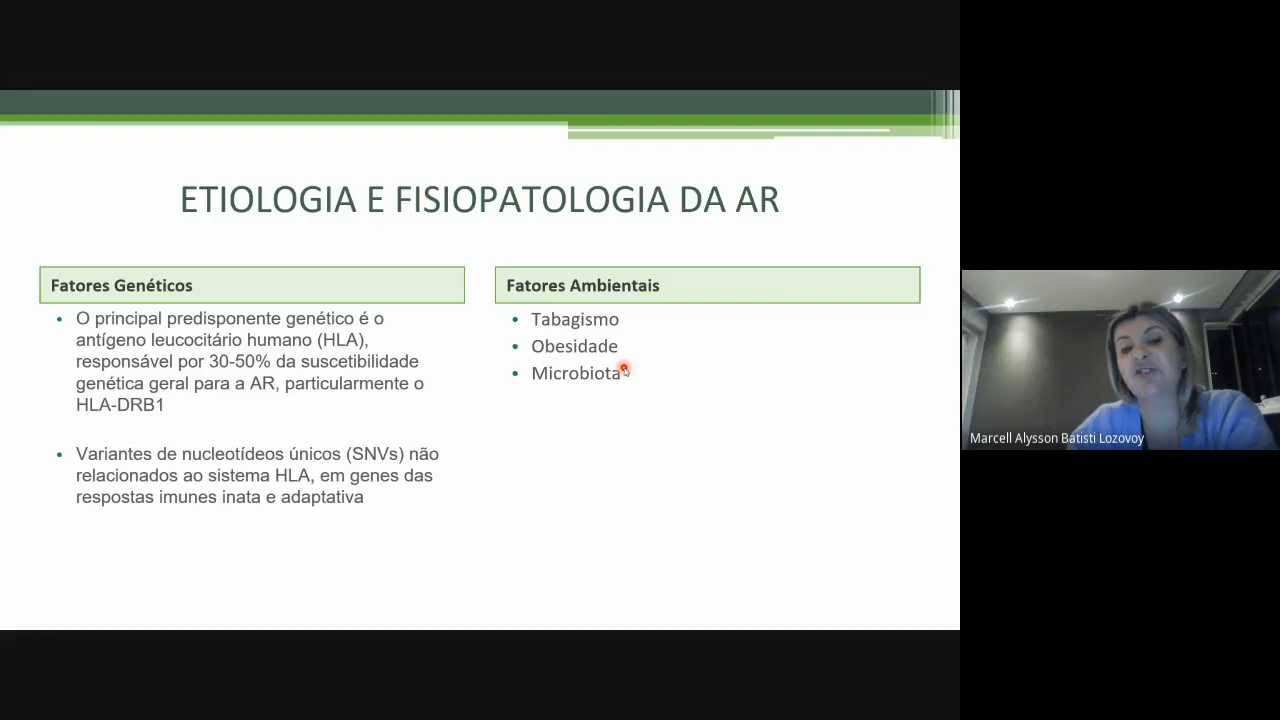 ETIOLOGIA E FISIOPATOLOGIA DA AR
Fatores Genéticos
O principal predisponente genético é o
antígeno leucocitário humano (HLA),
responsável por 30-50% da suscetibilidade
genética geral para a AR, particularmente o
HLA-DRB1
Variantes de nucleotídeos únicos (SNVs) não
relacionados ao sistema HLA, em genes das
respostas imunes inata e adaptativa
Fatores Ambientais
Tabagismo
Obesidade
Microbiota
Marcell Alysson Batisti Lozovoy